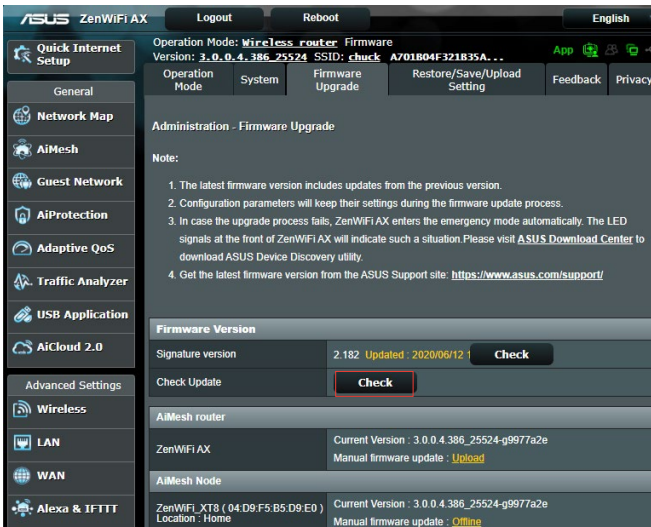 ASUS ZenWiFi AX Logout Reboot English
Quick Internet Setup
Operation Mode: Wireless router Firmware
Version: 3.0.0.4.386_25524 SSID: chuck A701B04F321B35A...
App
Operation Mode System Firmware Upgrade Restore/Save/Upload Setting Feedback Privacy
General
Network Map
AiMesh
Guest Network
AiProtection
Adaptive QoS
Traffic Analyzer
USB Application
AiCloud 2.0
Advanced Settings
Wireless
LAN
WAN
Alexa & IFTTT
Administration - Firmware Upgrade
Note:
1. The latest firmware version includes updates from the previous version.
2. Configuration parameters will keep their settings during the firmware update process.
3. In case the upgrade process fails, ZenWiFi AX enters the emergency mode automatically. The LED
signals at the front of ZenWiFi AX will indicate such a situation.Please visit ASUS Download Center to
download ASUS Device Discovery utility.
4. Get the latest firmware version from the ASUS Support site: https://www.asus.com/support/
Firmware Version
Signature version 2.182 Updated : 2020/06/12 1 Check
Check Update Check
AiMesh router
ZenWiFi AX
Current Version : 3.0.0.4.386_25524-g9977a2e
Manual firmware update : Upload
AiMesh Node
ZenWiFi_XT8 ( 04:D9:F5:B5:D9:E0 )
Location : Home
Current Version : 3.0.0.4.386_25524-g9977a2e
Manual firmware update : Offline